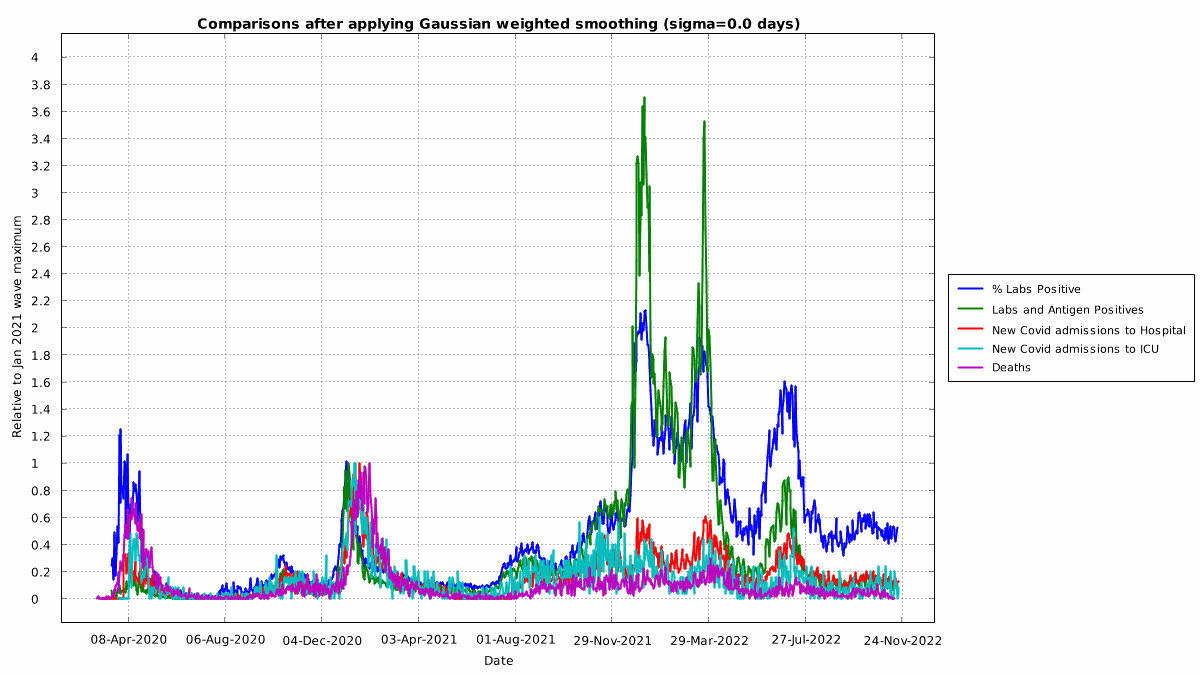 Comparisons after applying Gaussian weighted smoothing (sigma=0.0 days)
Relative to Jan 2021 wave maximum
4
3.8
3.6
3.4
3.2
3
2.8
2.6
2.4
2.2
2
1.8
1.6
1.4
1.2
1
0.8
0.6
0.4
0.2
0
08-Apr-2020 06-Aug-2020 04-Dec-2020 03-Apr-2021 01-Aug-2021 29-Nov-2021 29-Mar-2022 27-Jul-2022 24-Nov-2022
Date
% Labs Positive
Labs and Antigen Positives
New Covid admissions to Hospital
New Covid admissions to ICU
Deaths